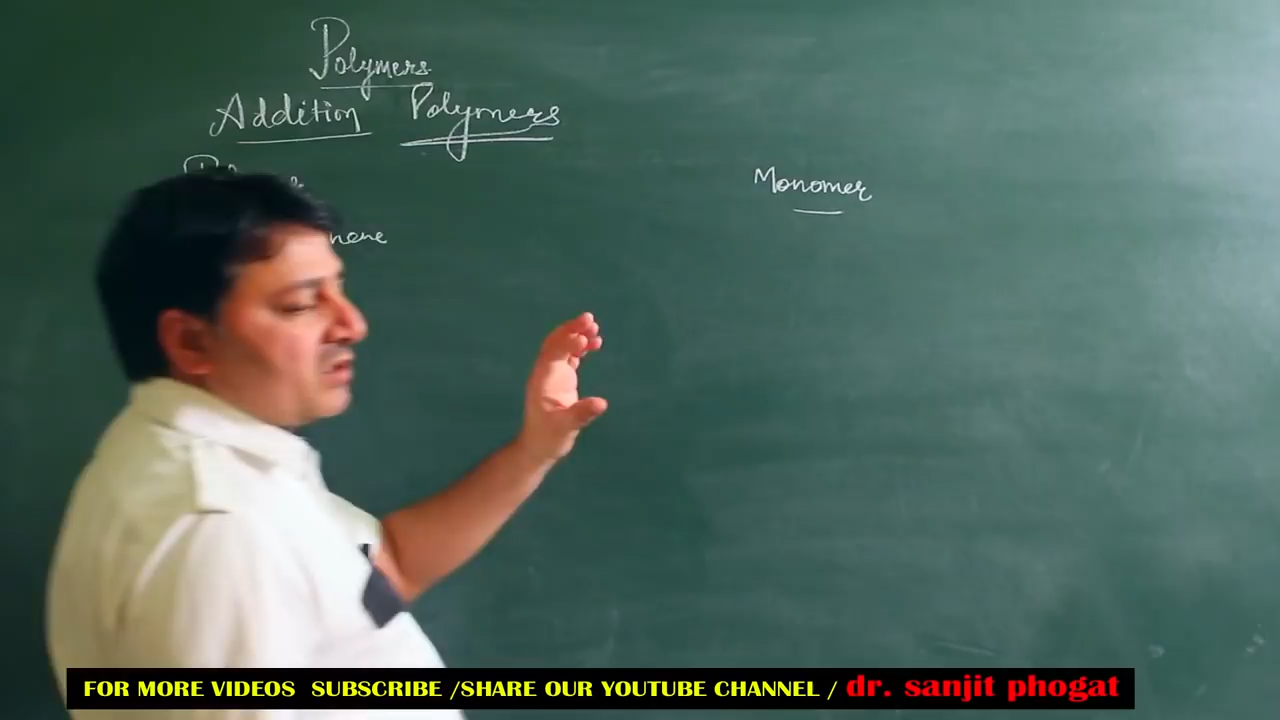 Polymers
Addition Polymers
Monomer
FOR MORE VIDEOS SUBSCRIBE /SHARE OUR YOUTUBE CHANNEL / dr. sanjit phogat